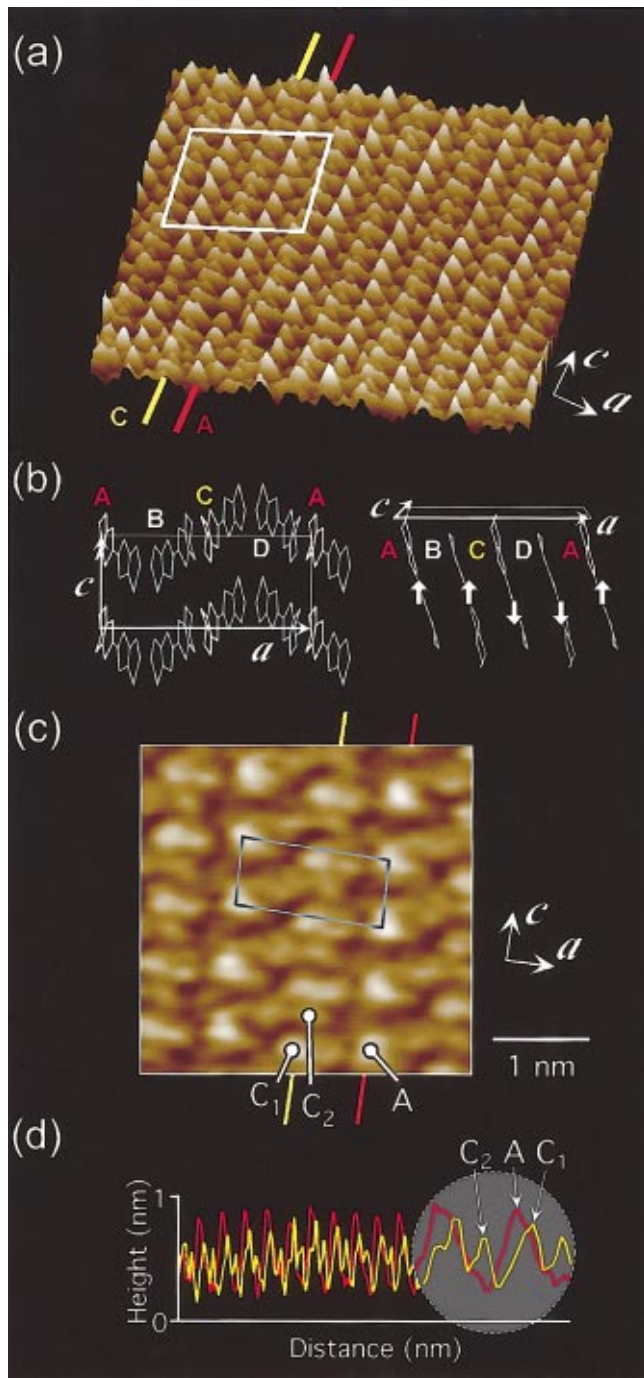 (a)
c
a
C A
(b)
A B C D A
c
a
c
a
A B C D A
(c)
c
a
1 nm
C₁ C₂ A
(d)
C₂ A C₁
Height (nm)
1
0
Distance (nm)